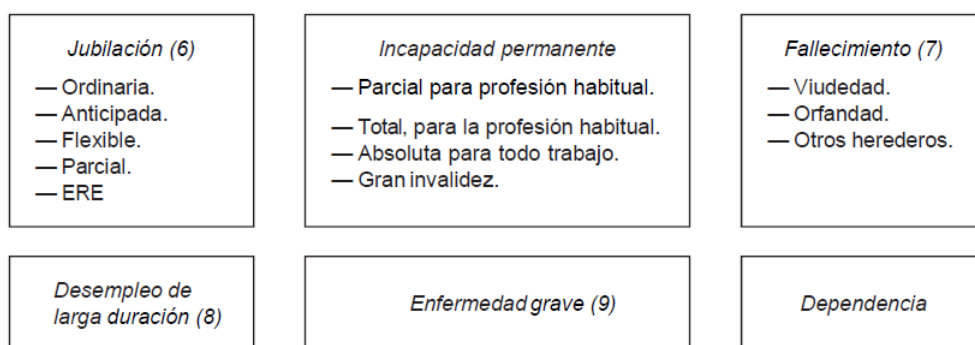 Jubilación (6)
— Ordinaria.
— Anticipada.
— Flexible.
— Parcial.
— ERE
Incapacidad permanente
— Parcial para profesión habitual.
— Total, para la profesión habitual.
— Absoluta para todo trabajo.
— Gran invalidez.
Fallecimiento (7)
— Viudedad.
— Orfandad.
— Otros herederos.
Desempleo de
larga duración (8)
Enfermedad grave (9)
Dependencia